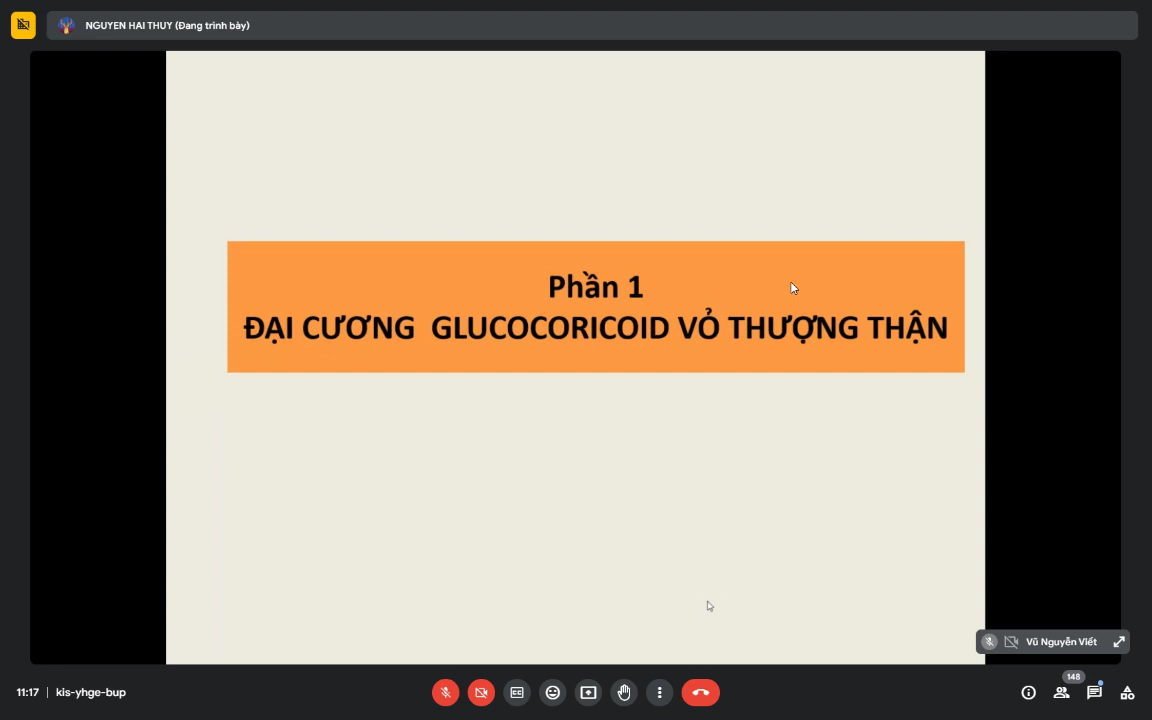 NGUYEN HAI THUY (Đang trình bày)
Phần 1
ĐẠI CƯƠNG GLUCOCORICOID VỎ THƯỢNG THẬN
Vũ Nguyễn Viết
11:17 | kis-yhge-bup
CC
148